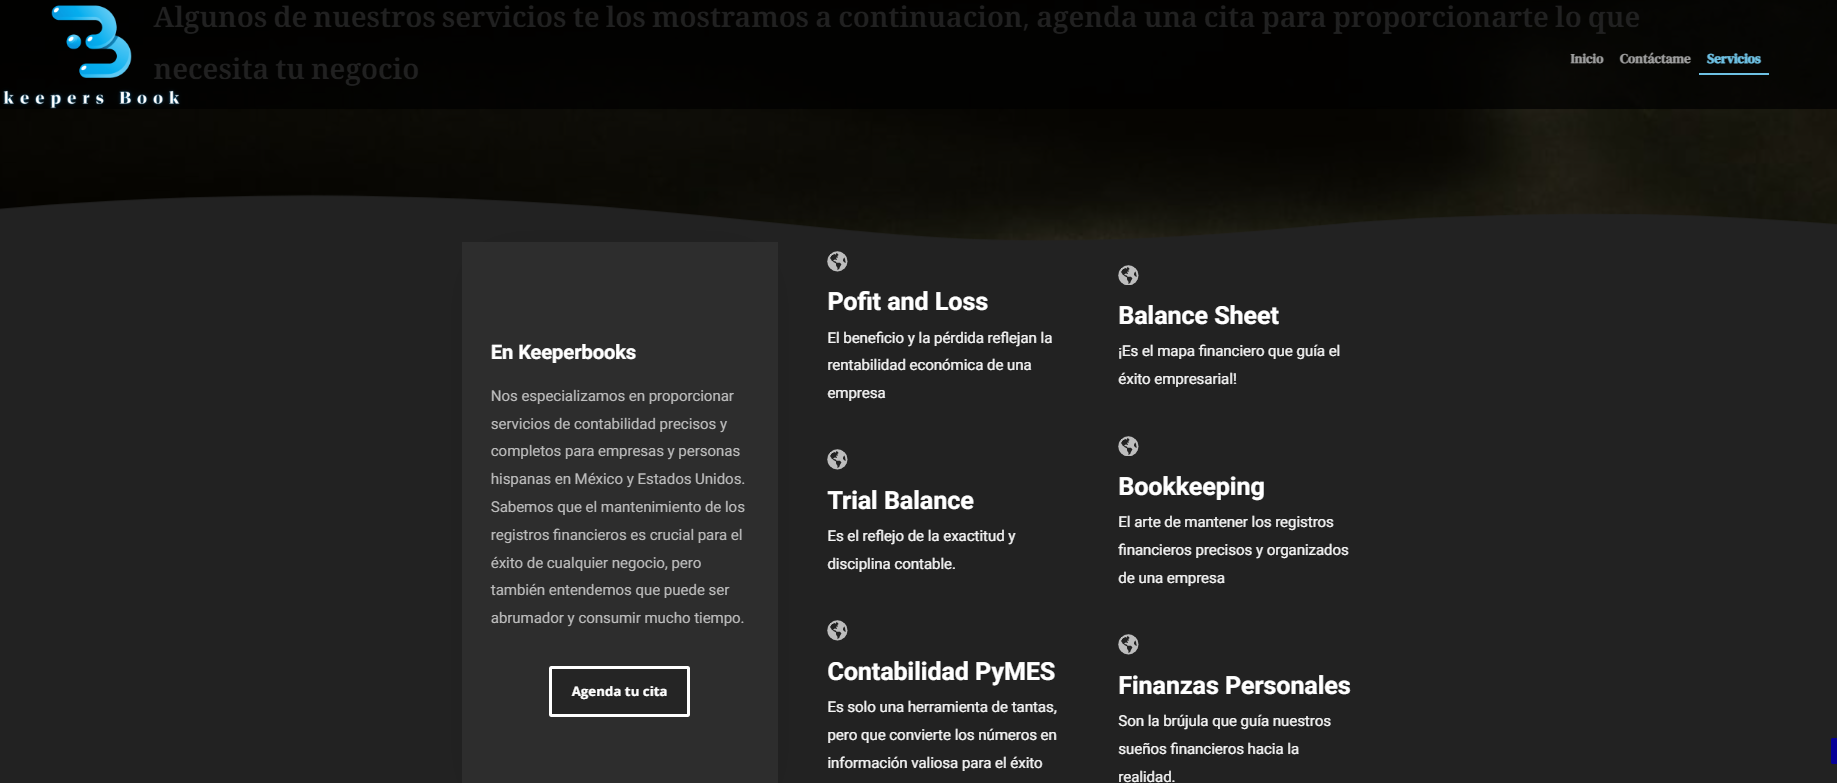 Algunos de nuestros servicios te los mostramos a continuacion, agenda una cita para proporcionarte lo que
necesita tu negocio
keepers Book
Inicio
Contáctame
Servicios
En Keeperbooks
Nos especializamos en proporcionar
servicios de contabilidad precisos y
completos para empresas y personas
hispanas en México y Estados Unidos.
Sabemos que el mantenimiento de los
registros financieros es crucial para el
éxito de cualquier negocio, pero
también entendemos que puede ser
abrumador y consumir mucho tiempo.
Agenda tu cita
Pofit and Loss
El beneficio y la pérdida reflejan la
rentabilidad económica de una
empresa
Trial Balance
Es el reflejo de la exactitud y
disciplina contable.
Contabilidad PyMES
Es solo una herramienta de tantas,
pero que convierte los números en
información valiosa para el éxito
Balance Sheet
¡Es el mapa financiero que guía el
éxito empresarial!
Bookkeeping
El arte de mantener los registros
financieros precisos y organizados
de una empresa
Finanzas Personales
Son la brújula que guía nuestros
sueños financieros hacia la
realidad.